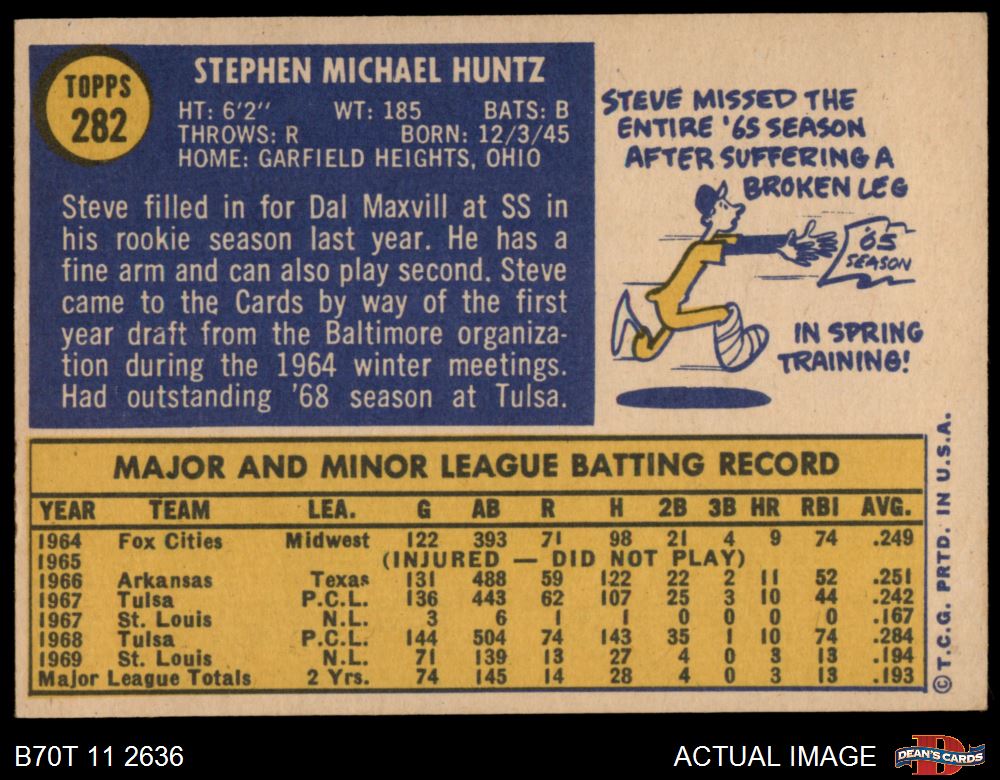 TOPPS
282
STEPHEN MICHAEL HUNTZ
HT: 6'2" WT: 185 BATS: B
THROWS: R BORN: 12/3/45
HOME: GARFIELD HEIGHTS, OHIO
Steve filled in for Dal Maxvill at SS in
his rookie season last year. He has a
fine arm and can also play second. Steve
came to the Cards by way of the first
year draft from the Baltimore organiza-
tion during the 1964 winter meetings.
Had outstanding '68 season at Tulsa.
STEVE MISSED THE
ENTIRE '65 SEASON
AFTER SUFFERING A
BROKEN LEG
'65
SEASON
IN SPRING
TRAINING!
MAJOR AND MINOR LEAGUE BATTING RECORD
YEAR TEAM LEA. G AB R H 2B 3B HR RBI AVG.
1964 Fox Cities Midwest 122 393 71 98 21 4 9 74 .249
1965 (INJURED — DID NOT PLAY)
1966 Arkansas Texas 131 488 59 122 22 2 11 52 .251
1967 Tulsa P.C.L. 136 443 62 107 25 3 10 44 .242
1967 St. Louis N.L. 3 6 1 1 0 0 0 0 .167
1968 Tulsa P.C.L. 144 504 74 143 35 1 10 74 .284
1969 St. Louis N.L. 71 139 13 27 4 0 3 13 .194
Major League Totals 2 Yrs. 74 145 14 28 4 0 3 13 .193
© T.C.G. PRTD. IN U.S.A.
B70T 11 2636
ACTUAL IMAGE
DEAN'S CARDS